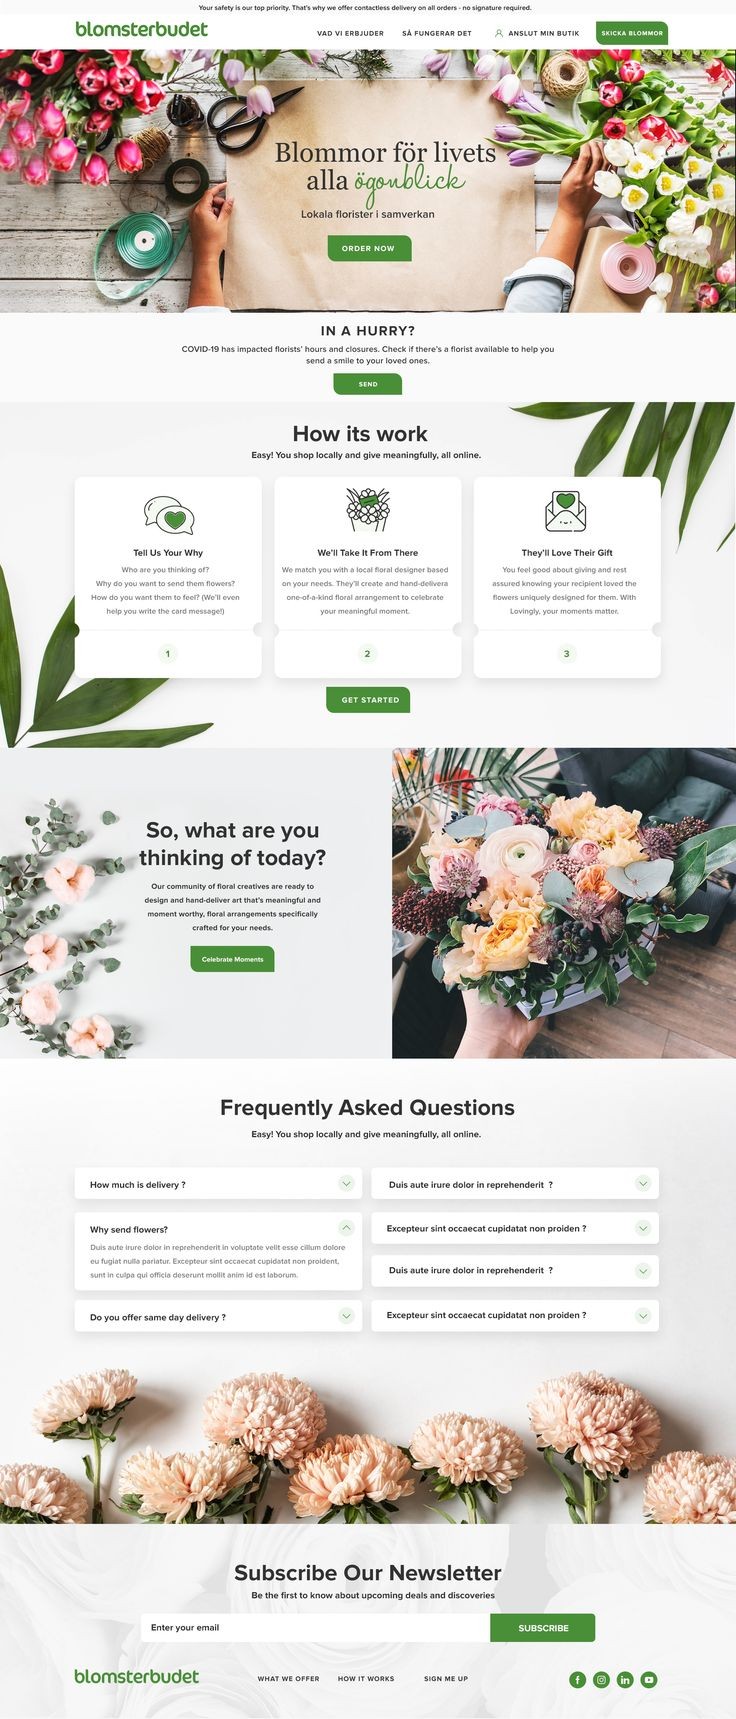 Your safety is our top priority. That's why we offer contactless delivery on all orders - no signature required.
blomsterbudet
VAD VI ERBJUDER
SÅ FUNGERAR DET
ANSLUT MIN BUTIK
SKICKA BLOMMOR
Blommor för livets
alla ögonblick
Lokala florister i samverkan
ORDER NOW
IN A HURRY?
COVID-19 has impacted florists' hours and closures. Check if there's a florist available to help you
send a smile to your loved ones.
SEND
How its work
Easy! You shop locally and give meaningfully, all online.
Tell Us Your Why
Who are you thinking of?
Why do you want to send them flowers?
How do you want them to feel? (We'll even
help you write the card message!)
1
We'll Take It From There
We match you with a local floral designer based
on your needs. They'll create and hand-delivera
one-of-a-kind floral arrangement to celebrate
your meaningful moment.
2
They'll Love Their Gift
You feel good about giving and rest
assured knowing your recipient loved the
flowers uniquely designed for them. With
Lovingly, your moments matter.
3
GET STARTED
So, what are you
thinking of today?
Our community of floral creatives are ready to
design and hand-deliver art that's meaningful and
moment worthy, floral arrangements specifically
crafted for your needs.
Celebrate Moments
Frequently Asked Questions
Easy! You shop locally and give meaningfully, all online.
How much is delivery ?
Why send flowers?
Duis aute irure dolor in reprehenderit in voluptate velit esse cillum dolore
eu fugiat nulla pariatur. Excepteur sint occaecat cupidatat non proident,
sunt in culpa qui officia deserunt mollit anim id est laborum.
Do you offer same day delivery ?
Duis aute irure dolor in reprehenderit ?
Excepteur sint occaecat cupidatat non proiden ?
Duis aute irure dolor in reprehenderit ?
Excepteur sint occaecat cupidatat non proiden ?
Subscribe Our Newsletter
Be the first to know about upcoming deals and discoveries
Enter your email
SUBSCRIBE
blomsterbudet
WHAT WE OFFER
HOW IT WORKS
SIGN ME UP